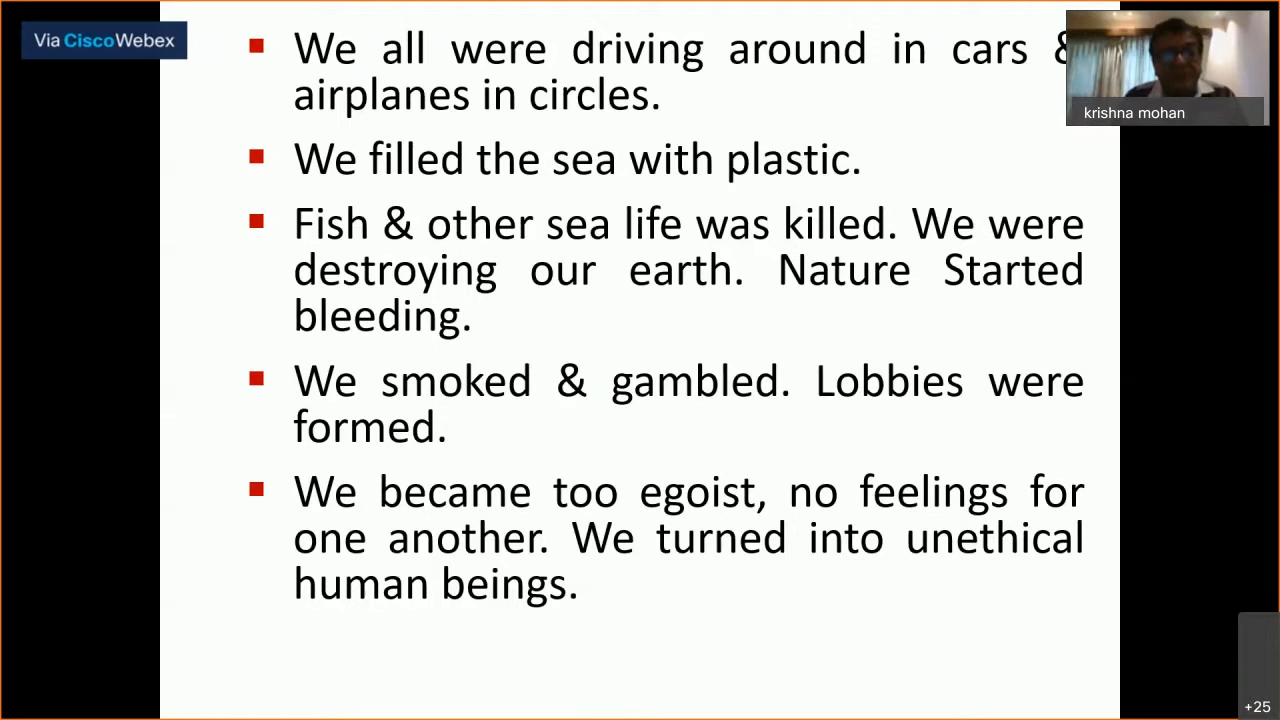 Via CiscoWebex
We all were driving around in cars &
airplanes in circles.
krishna mohan
We filled the sea with plastic.
Fish & other sea life was killed. We were
destroying our earth. Nature Started
bleeding.
We smoked & gambled. Lobbies were
formed.
We became too egoist, no feelings for
one another. We turned into unethical
human beings.
+25